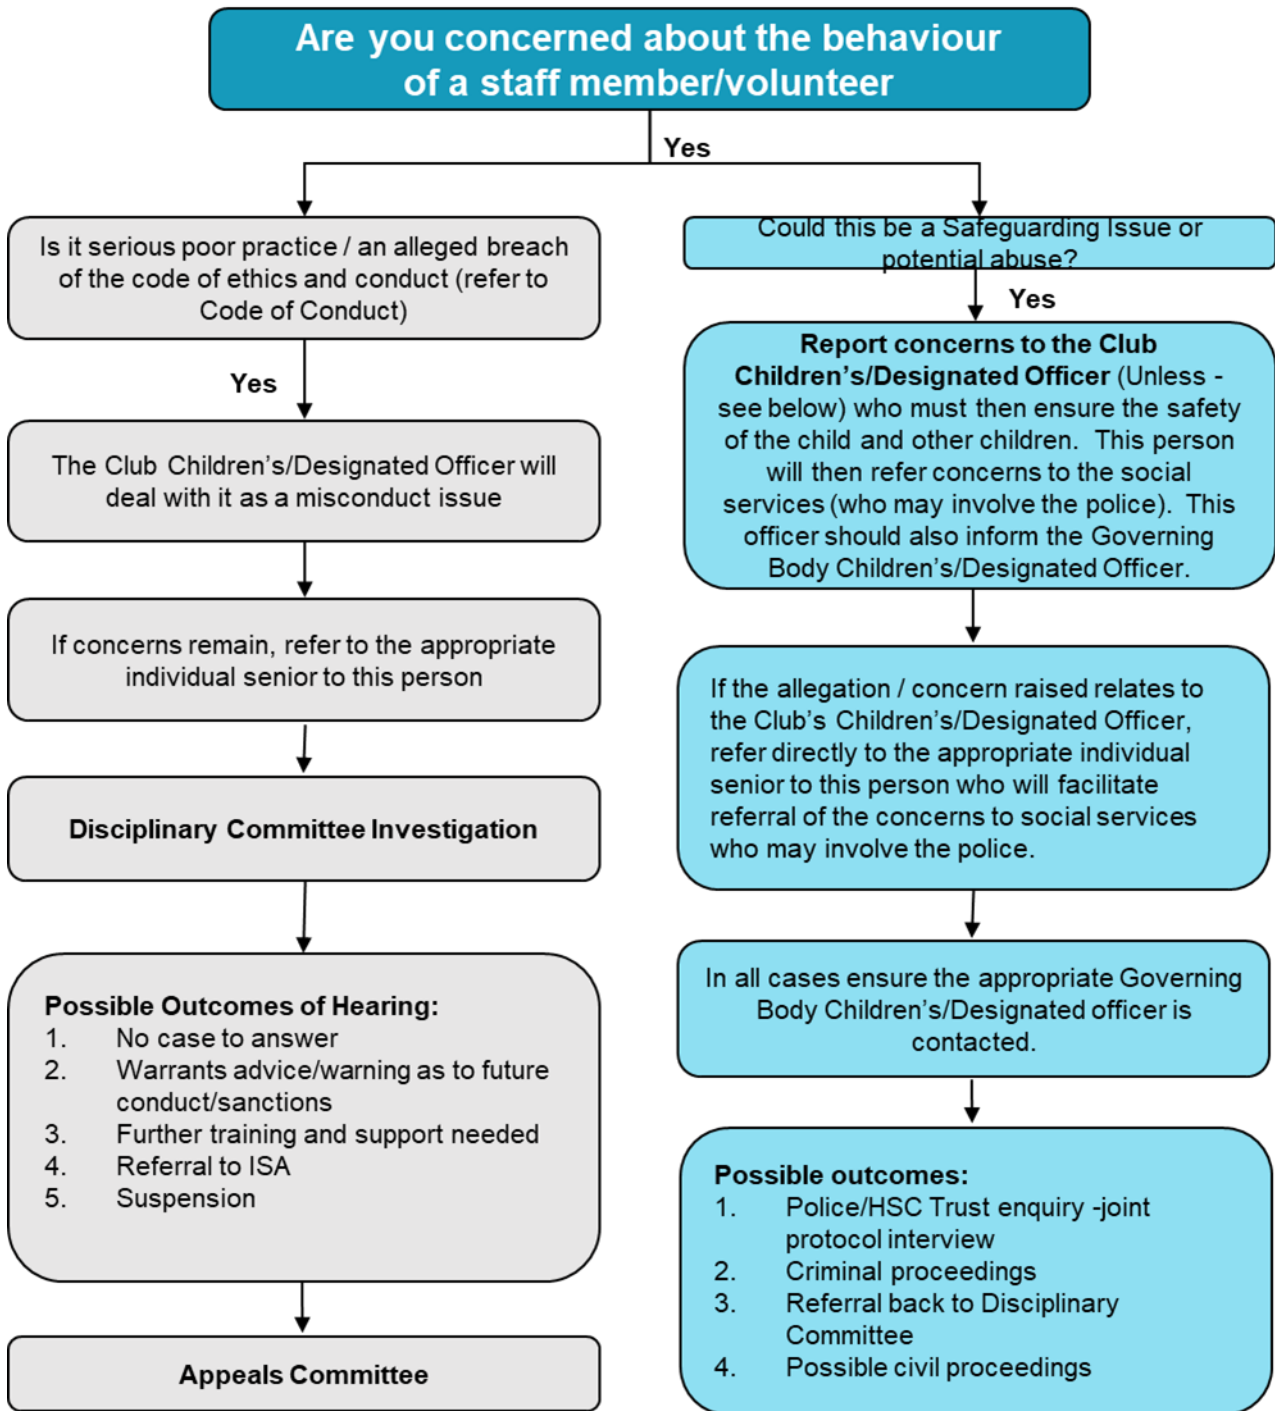 Are you concerned about the behaviour
of a staff member/volunteer
Yes
Is it serious poor practice / an alleged breach
of the code of ethics and conduct (refer to
Code of Conduct)
Yes
The Club Children's/Designated Officer will
deal with it as a misconduct issue
If concerns remain, refer to the appropriate
individual senior to this person
Disciplinary Committee Investigation
Possible Outcomes of Hearing:
1. No case to answer
2. Warrants advice/warning as to future
conduct/sanctions
3. Further training and support needed
4. Referral to ISA
5. Suspension
Appeals Committee
Could this be a Safeguarding Issue or
potential abuse?
Yes
Report concerns to the Club
Children's/Designated Officer (Unless -
see below) who must then ensure the safety
of the child and other children. This person
will then refer concerns to the social
services (who may involve the police). This
officer should also inform the Governing
Body Children's/Designated Officer.
If the allegation / concern raised relates to
the Club's Children's/Designated Officer,
refer directly to the appropriate individual
senior to this person who will facilitate
referral of the concerns to social services
who may involve the police.
In all cases ensure the appropriate Governing
Body Children's/Designated officer is
contacted.
Possible outcomes:
1. Police/HSC Trust enquiry -joint
protocol interview
2. Criminal proceedings
3. Referral back to Disciplinary
Committee
4. Possible civil proceedings